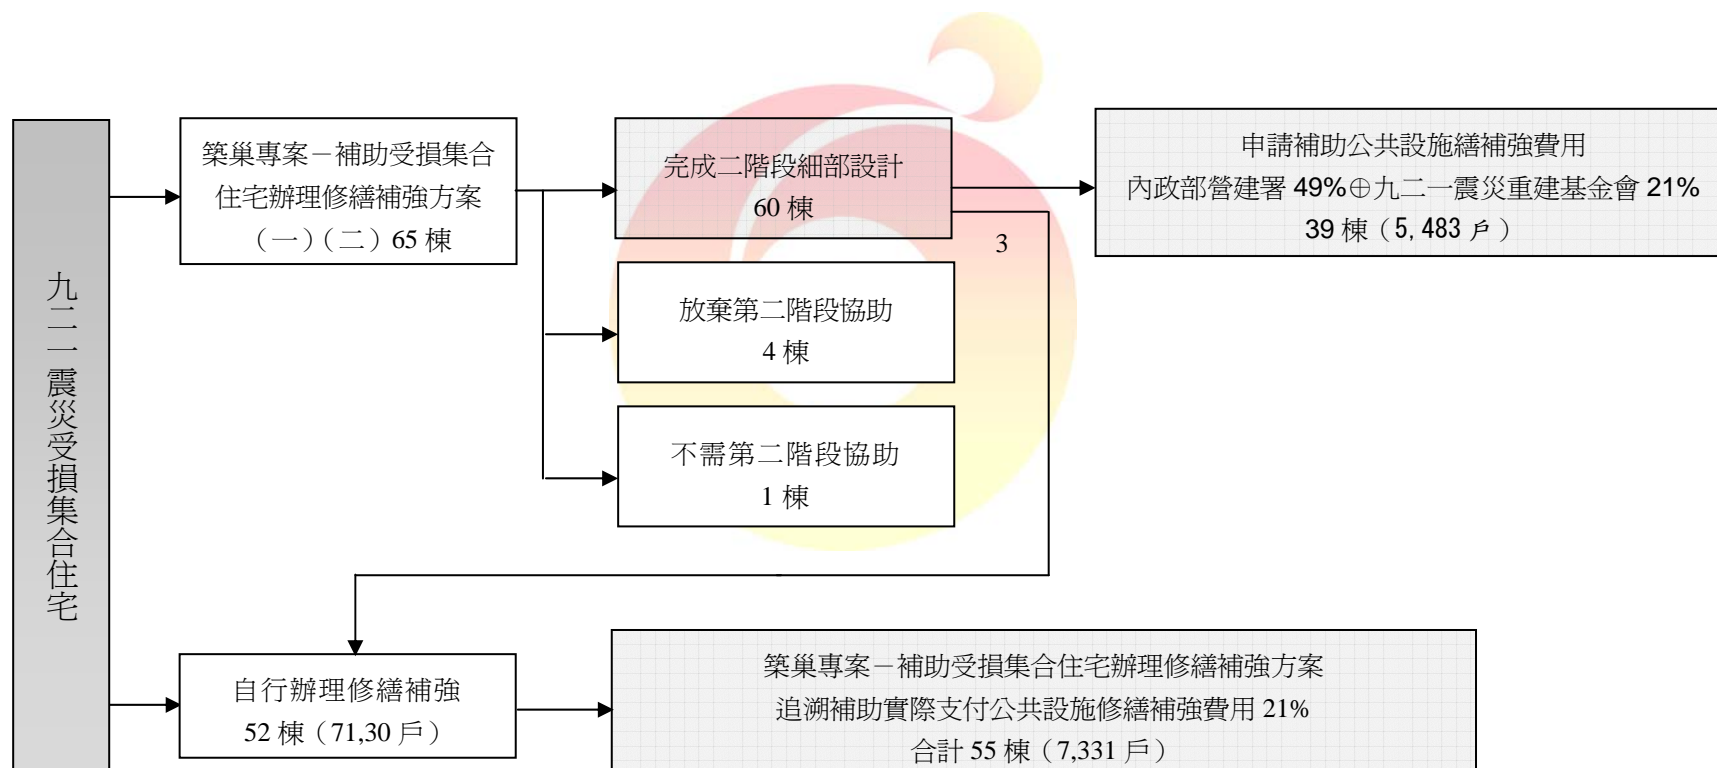 九二一震災受損集合住宅
築巢專案－補助受損集合
住宅辦理修繕補強方案
（一）（二）65 棟
完成二階段細部設計
60 棟
申請補助公共設施繕補強費用
內政部營建署 49%⊕九二一震災重建基金會 21%
39 棟（5,483 戶）
3
放棄第二階段協助
4 棟
不需第二階段協助
1 棟
自行辦理修繕補強
52 棟（71,30 戶）
築巢專案－補助受損集合住宅辦理修繕補強方案
追溯補助實際支付公共設施修繕補強費用 21%
合計 55 棟（7,331 戶）